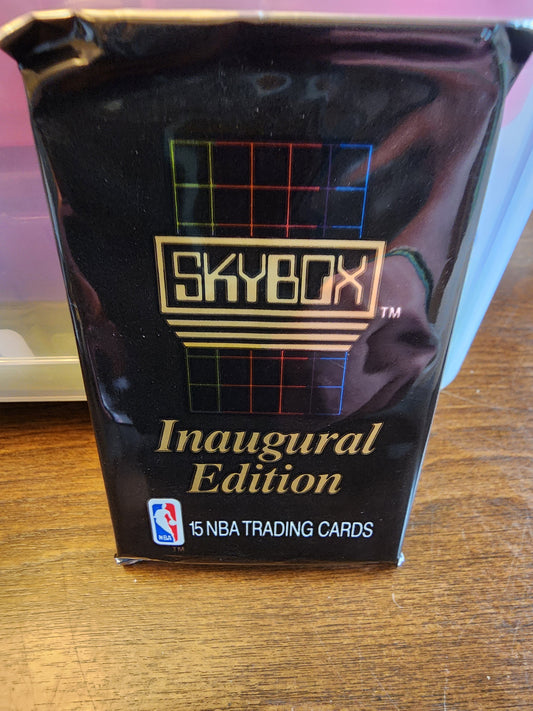 SKYBOX
TM
Inaugural
Edition
NBA
TM
15 NBA TRADING CARDS